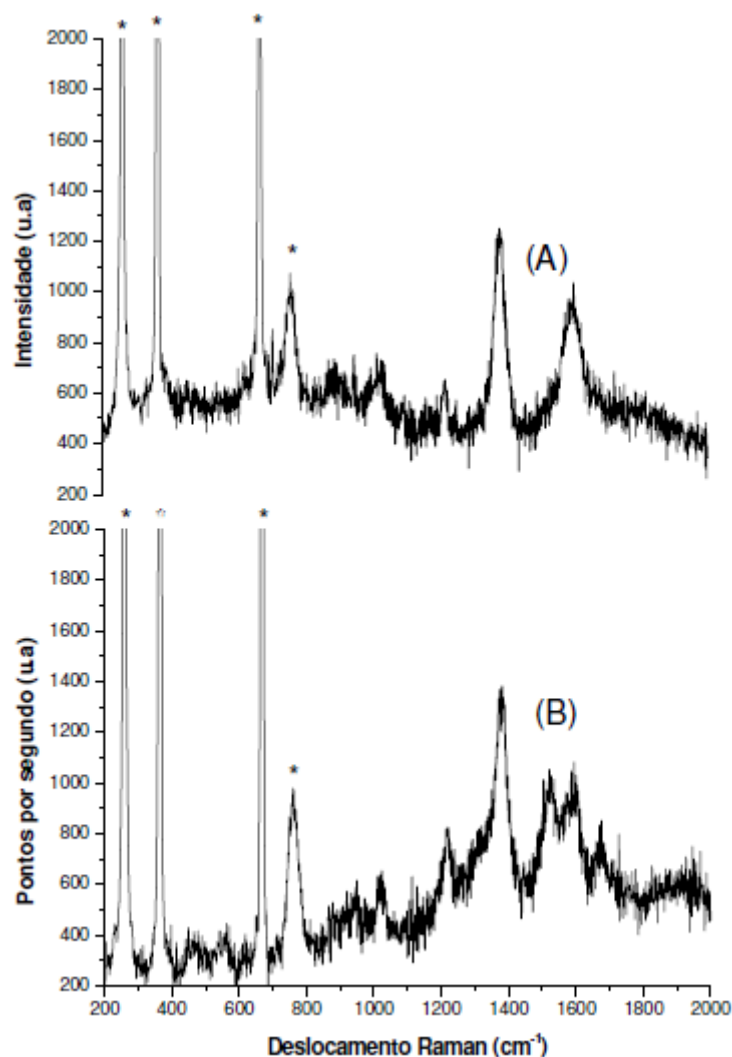 * * *
2000
1800
1600
1400
1200
1000
800
600
400
200
Intensidade (u.a)
*
(A)
* * *
2000
1800
1600
1400
1200
1000
800
600
400
200
Pontos por segundo (u.a)
*
(B)
200 400 600 800 1000 1200 1400 1600 1800 2000
Deslocamento Raman (cm⁻¹)